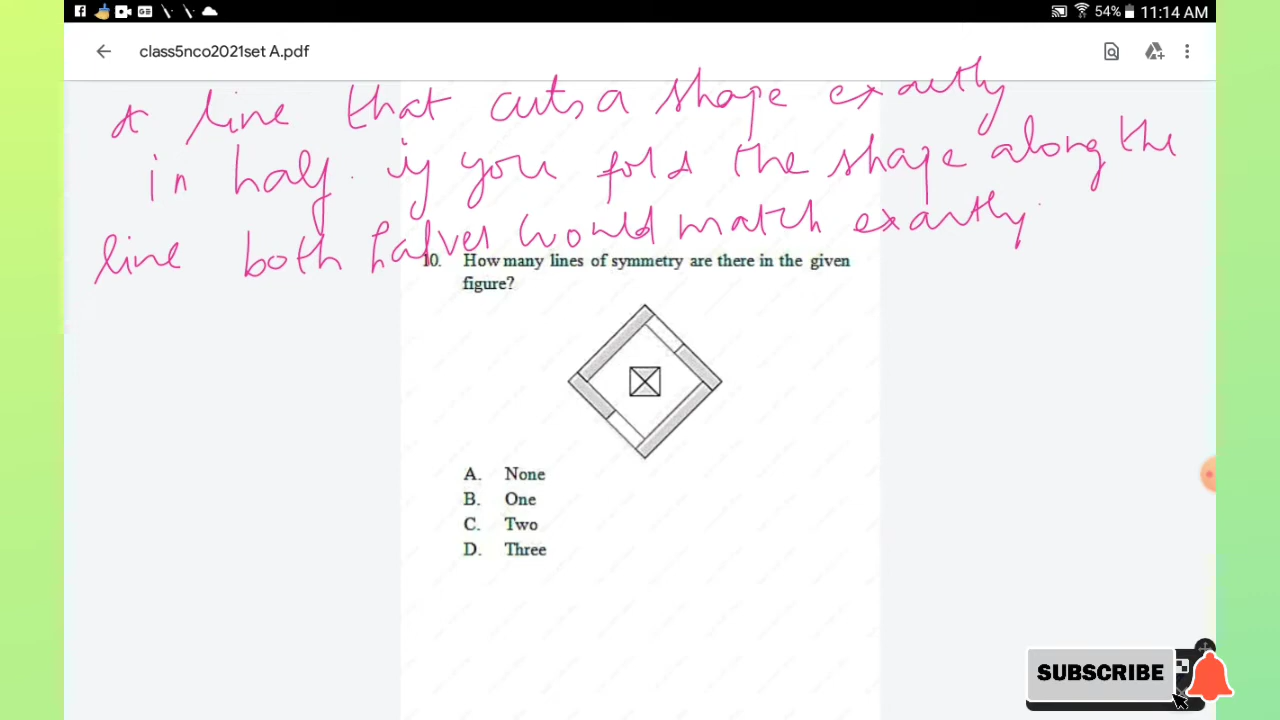 54% 11:14 AM
class5nco2021set A.pdf
A line that cuts a shape exactly
in half. if you fold the shape along the
line both halves would match exactly.
10. How many lines of symmetry are there in the given
figure?
A. None
B. One
C. Two
D. Three
SUBSCRIBE